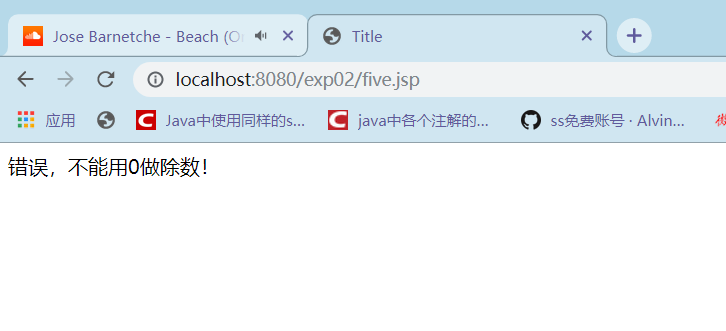 Jose Barnetche - Beach (O
Title
localhost:8080/exp02/five.jsp
应用
Java中使用同样的s...
java中各个注解的...
ss免费账号 · Alvin...
微
错误，不能用0做除数！